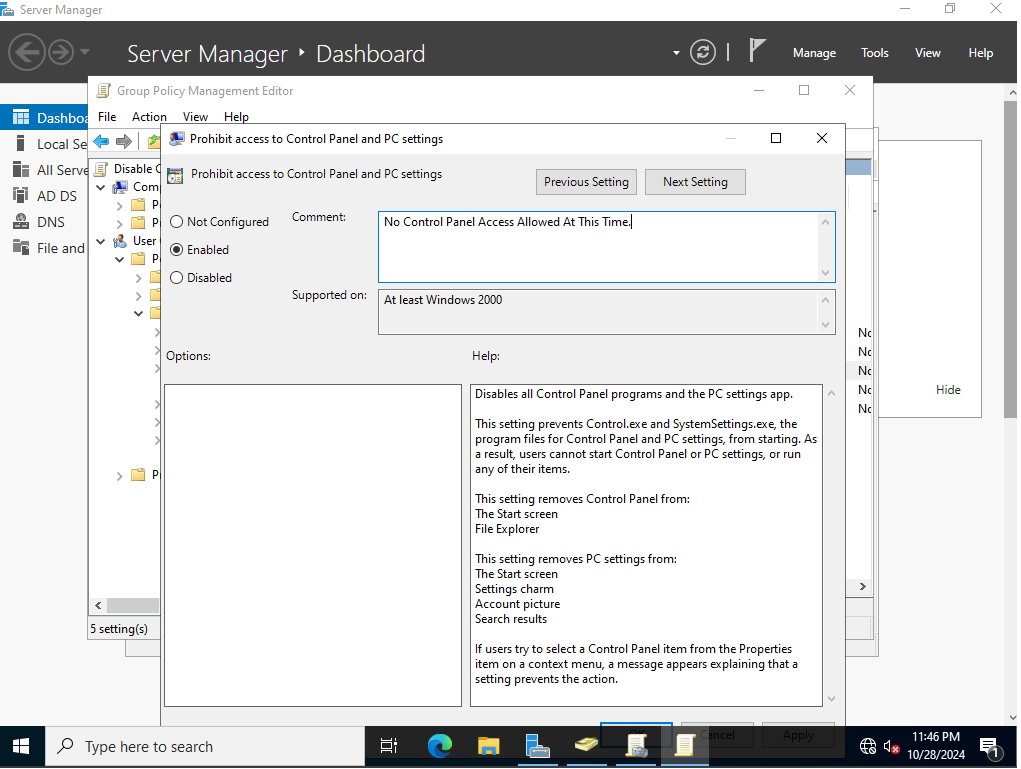 Server Manager
Server Manager ‣ Dashboard
Manage
Tools
View
Help
Group Policy Management Editor
File
Action
View
Help
Dashboa
Local Se
All Serve
AD DS
DNS
File and
Disable C
Com
P
P
User
P
P
5 setting(s)
Prohibit access to Control Panel and PC settings
Prohibit access to Control Panel and PC settings
Previous Setting
Next Setting
Not Configured
Enabled
Disabled
Comment:
No Control Panel Access Allowed At This Time.
Supported on:
At least Windows 2000
Options:
Help:
Disables all Control Panel programs and the PC settings app.
This setting prevents Control.exe and SystemSettings.exe, the
program files for Control Panel and PC settings, from starting. As
a result, users cannot start Control Panel or PC settings, or run
any of their items.
This setting removes Control Panel from:
The Start screen
File Explorer
This setting removes PC settings from:
The Start screen
Settings charm
Account picture
Search results
If users try to select a Control Panel item from the Properties
item on a context menu, a message appears explaining that a
setting prevents the action.
No
No
No
No
No
Hide
Cancel
Apply
Type here to search
11:46 PM
10/28/2024
1